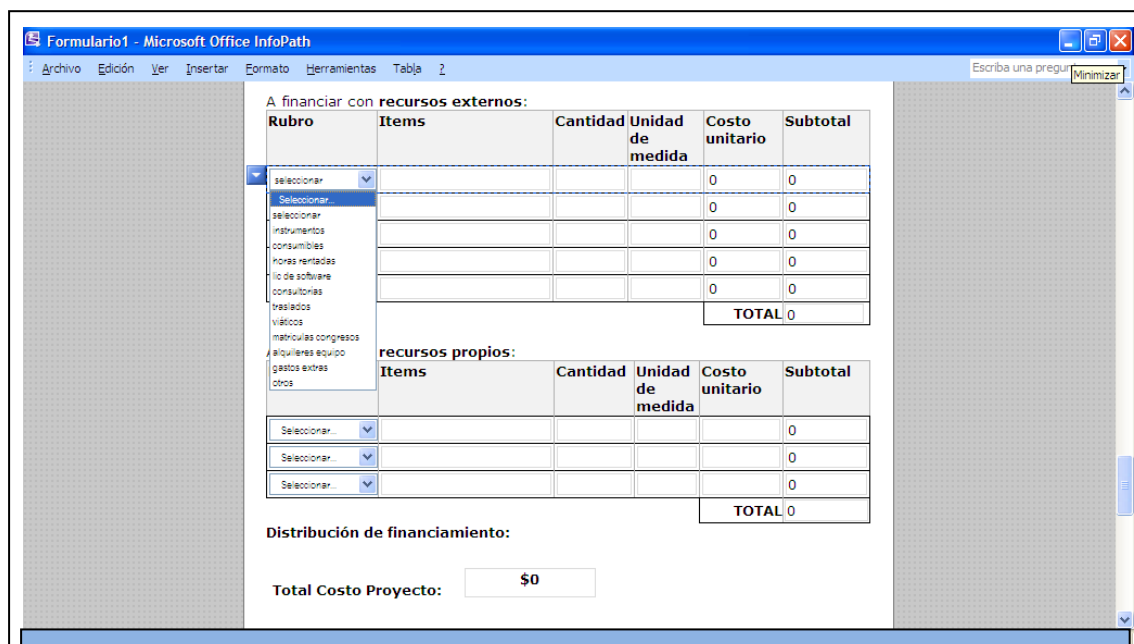 Formulario1 - Microsoft Office InfoPath
Archivo Edición Ver Insertar Formato Herramientas Tabla ? Escriba una pregunt
Minimizar
A financiar con recursos externos:
Rubro Items Cantidad Unidad de medida Costo unitario Subtotal
seleccionar 0 0
Seleccionar...
0 0
seleccionar
instrumentos
0 0
consumibles
horas rentadas
0 0
lic de software
consultorías
0 0
traslados
TOTAL 0
viáticos
matriculas congresos
alquileres equipo
recursos propios:
gastos extras
otros
Items Cantidad Unidad de medida Costo unitario Subtotal
Seleccionar... 0
Seleccionar... 0
Seleccionar... 0
TOTAL 0
Distribución de financiamiento:
Total Costo Proyecto: $0